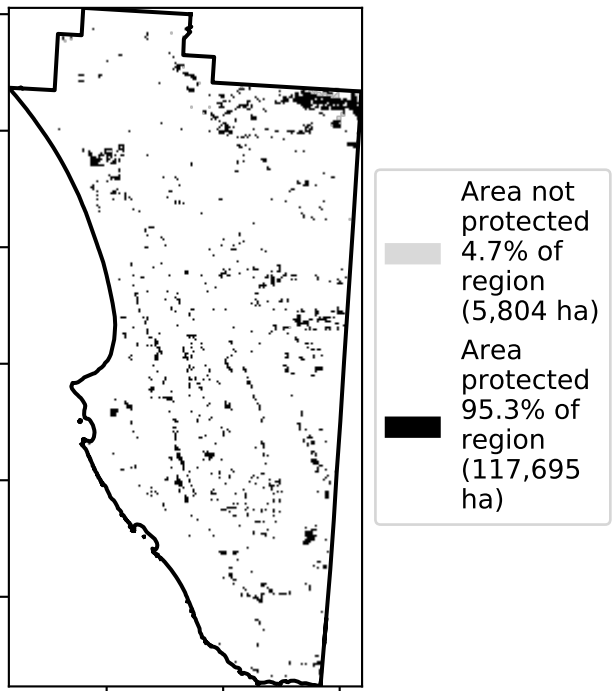 Area not
protected
4.7% of
region
(5,804 ha)
Area
protected
95.3% of
region
(117,695
ha)